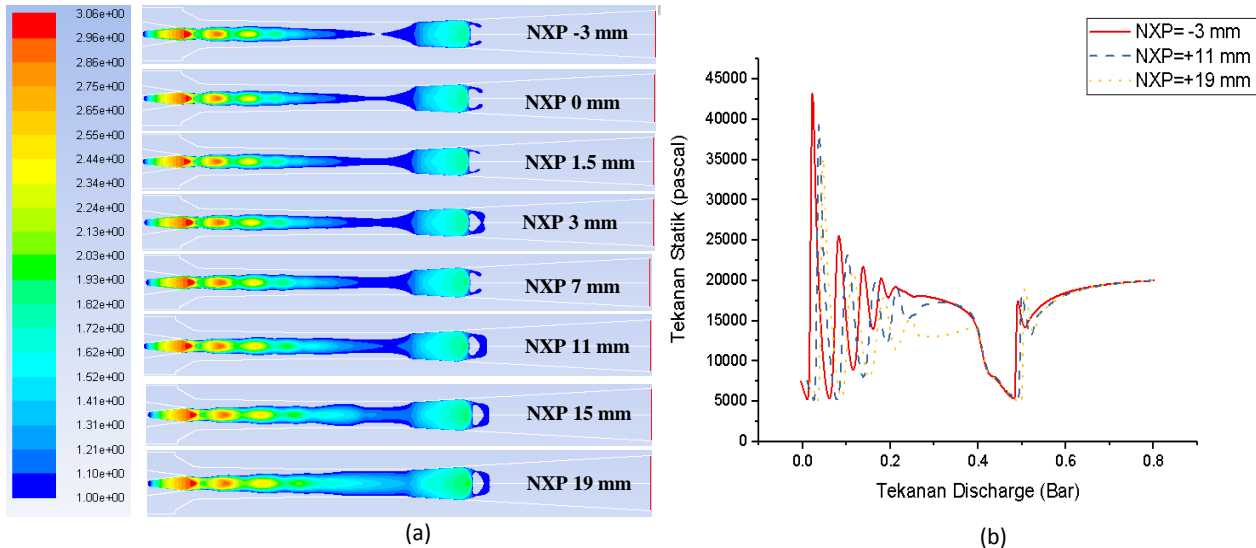 3.06e+00
2.96e+00
2.86e+00
2.75e+00
2.65e+00
2.55e+00
2.44e+00
2.34e+00
2.24e+00
2.13e+00
2.03e+00
1.93e+00
1.82e+00
1.72e+00
1.62e+00
1.52e+00
1.41e+00
1.31e+00
1.21e+00
1.10e+00
1.00e+00
NXP -3 mm
NXP 0 mm
NXP 1.5 mm
NXP 3 mm
NXP 7 mm
NXP 11 mm
NXP 15 mm
NXP 19 mm
(a)
NXP= -3 mm
NXP=+11 mm
NXP=+19 mm
Tekanan Statik (pascal)
45000
40000
35000
30000
25000
20000
15000
10000
5000
0
0.0 0.2 0.4 0.6 0.8
Tekanan Discharge (Bar)
(b)